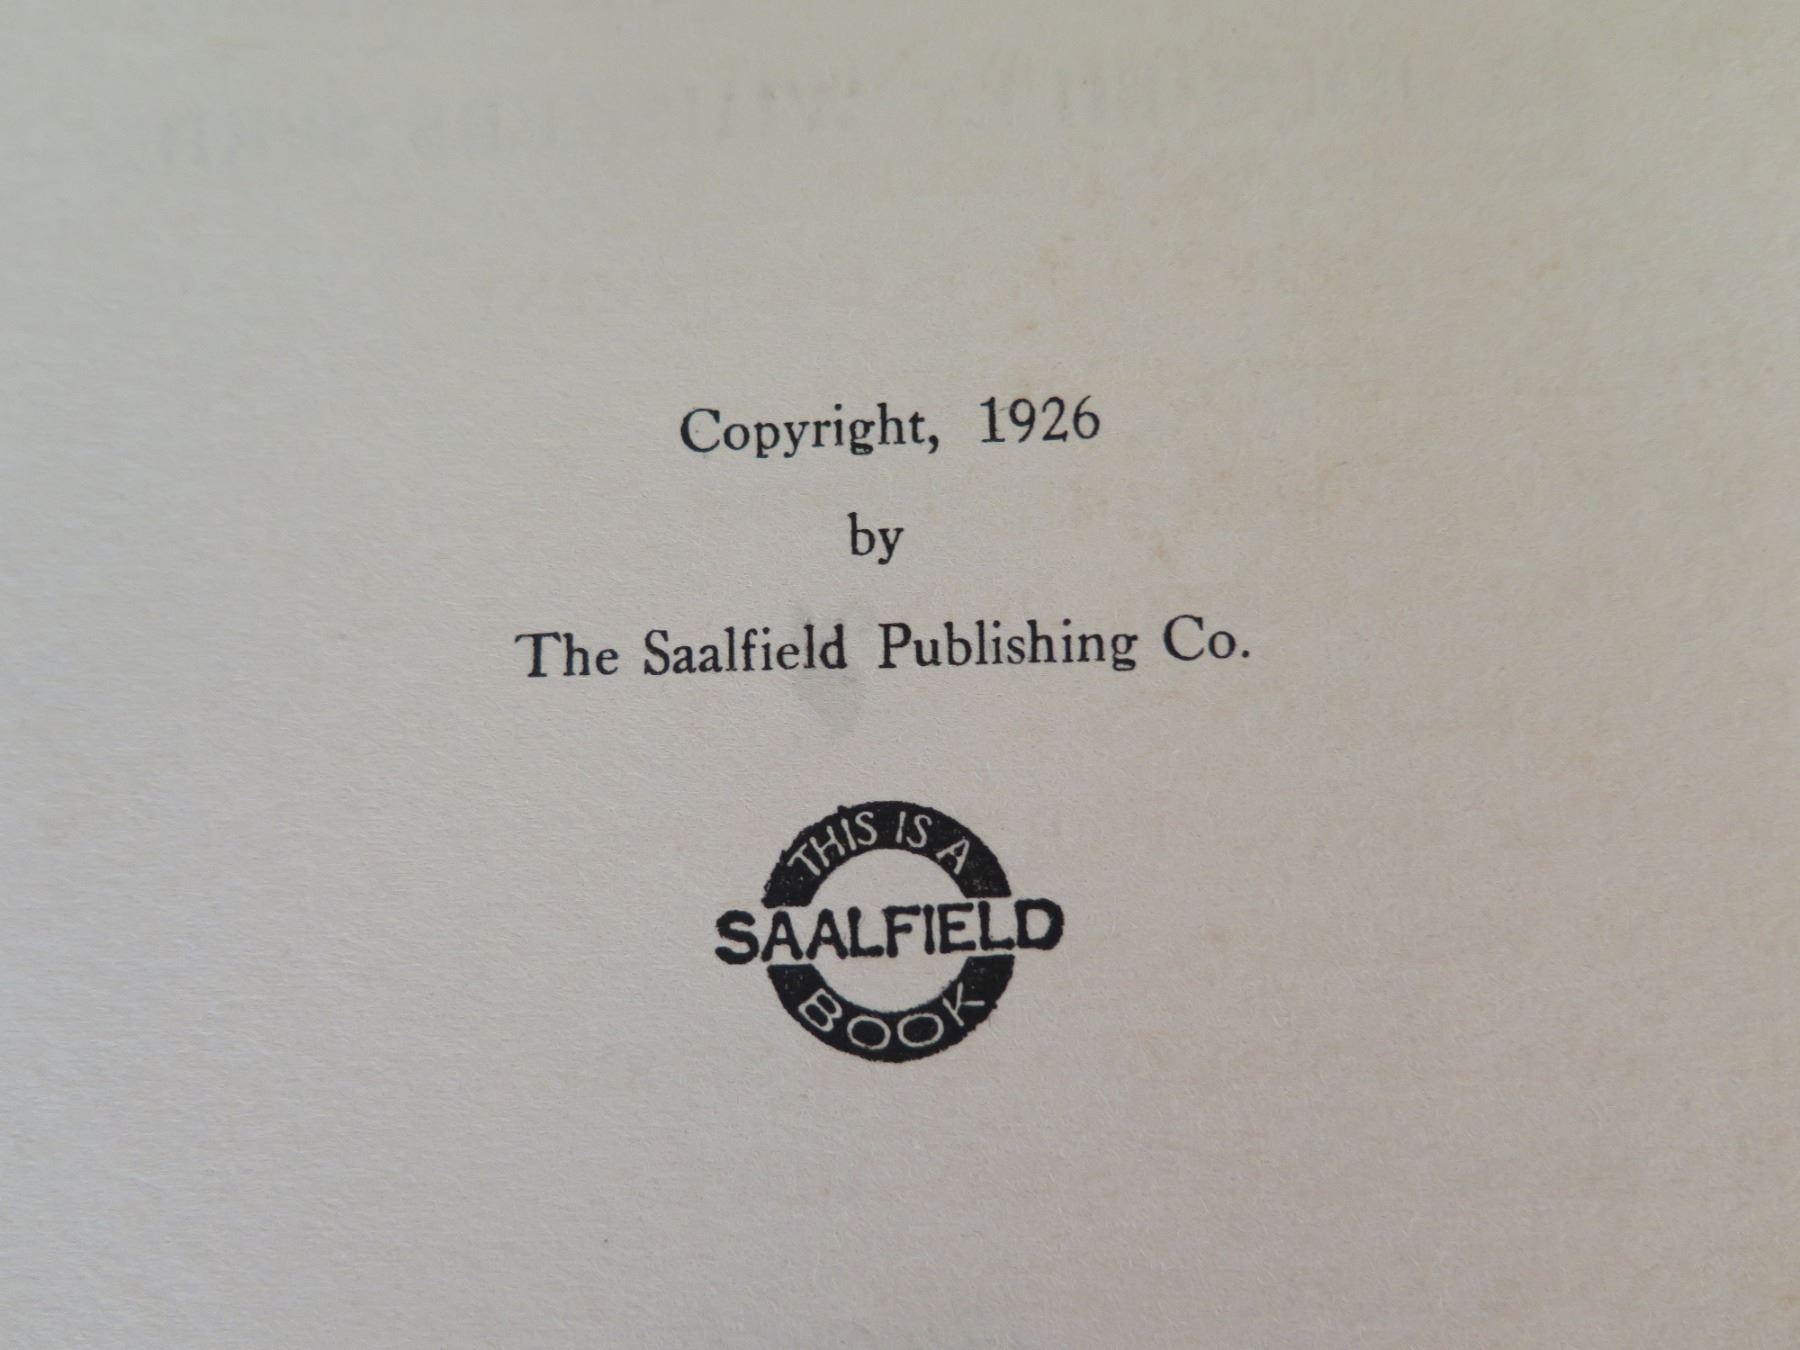 Copyright, 1926
by
The Saalfield Publishing Co.
THIS IS A
SAALFIELD
BOOK